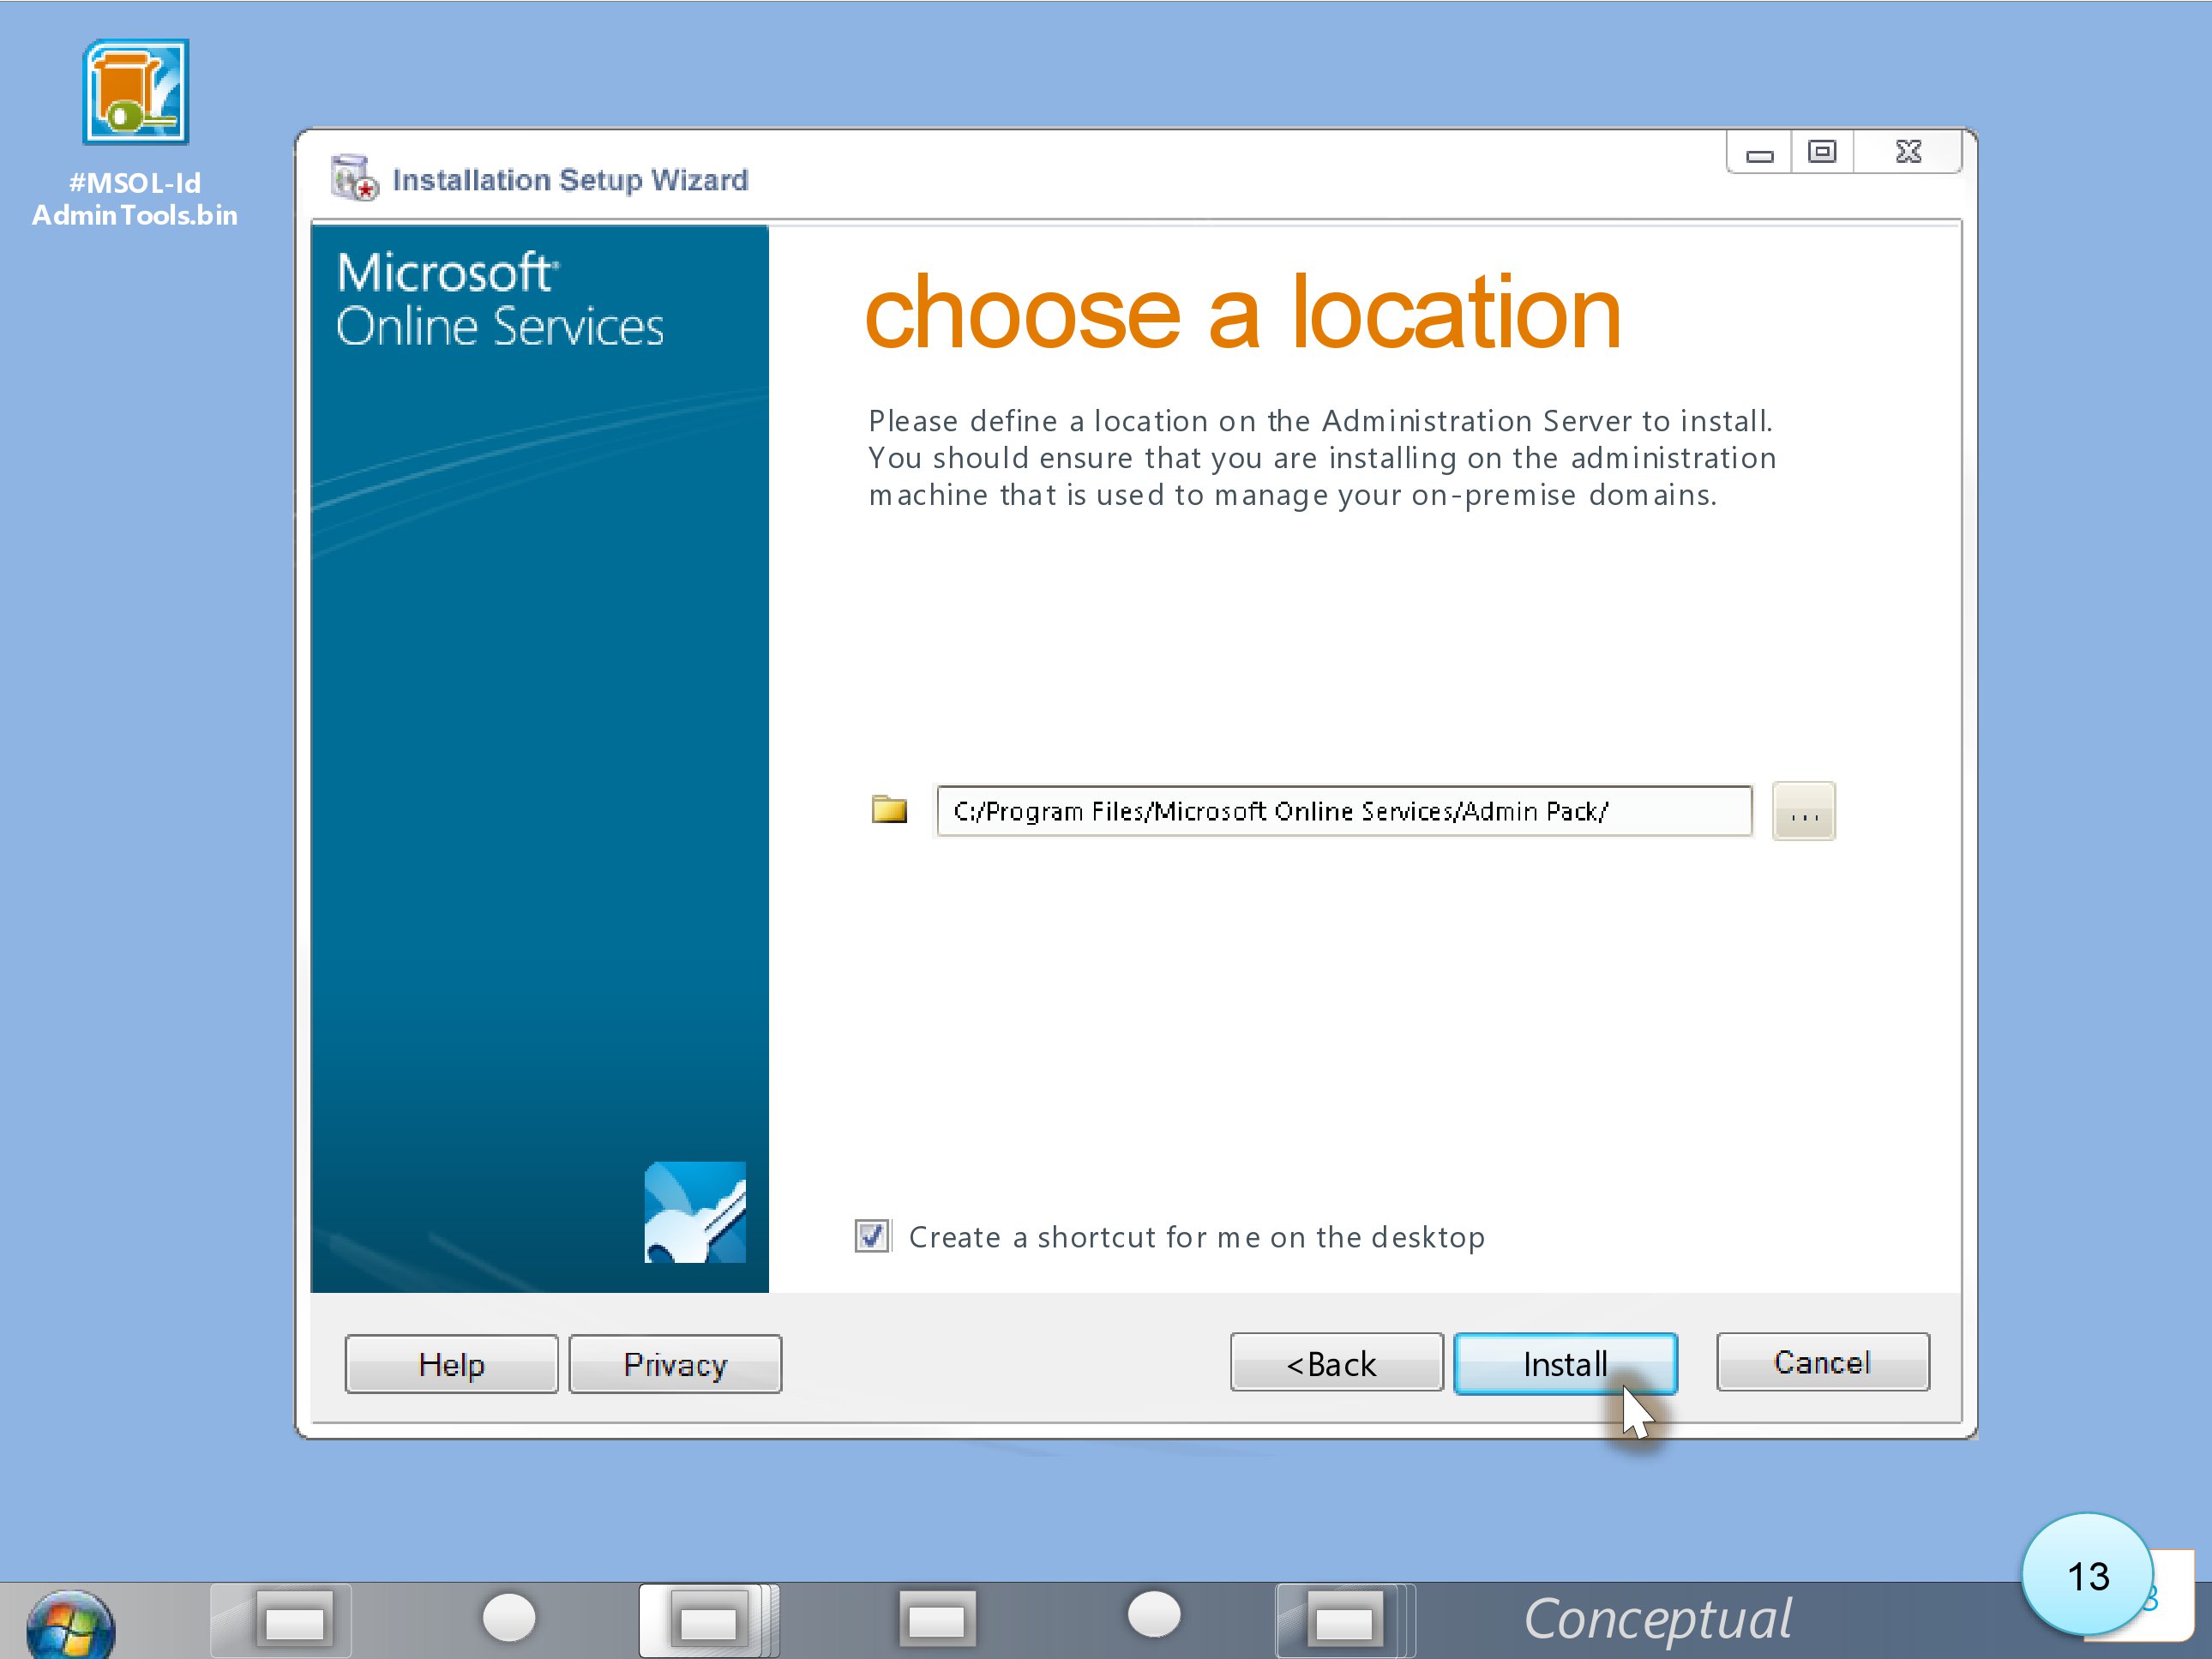 #MSOL-Id
AdminTools.bin
Installation Setup Wizard
Microsoft®
Online Services
choose a location
Please define a location on the Administration Server to install.
You should ensure that you are installing on the administration
machine that is used to manage your on-premise domains.
C:/Program Files/Microsoft Online Services/Admin Pack/
...
Create a shortcut for me on the desktop
Help
Privacy
<Back
Install
Cancel
Conceptual
13